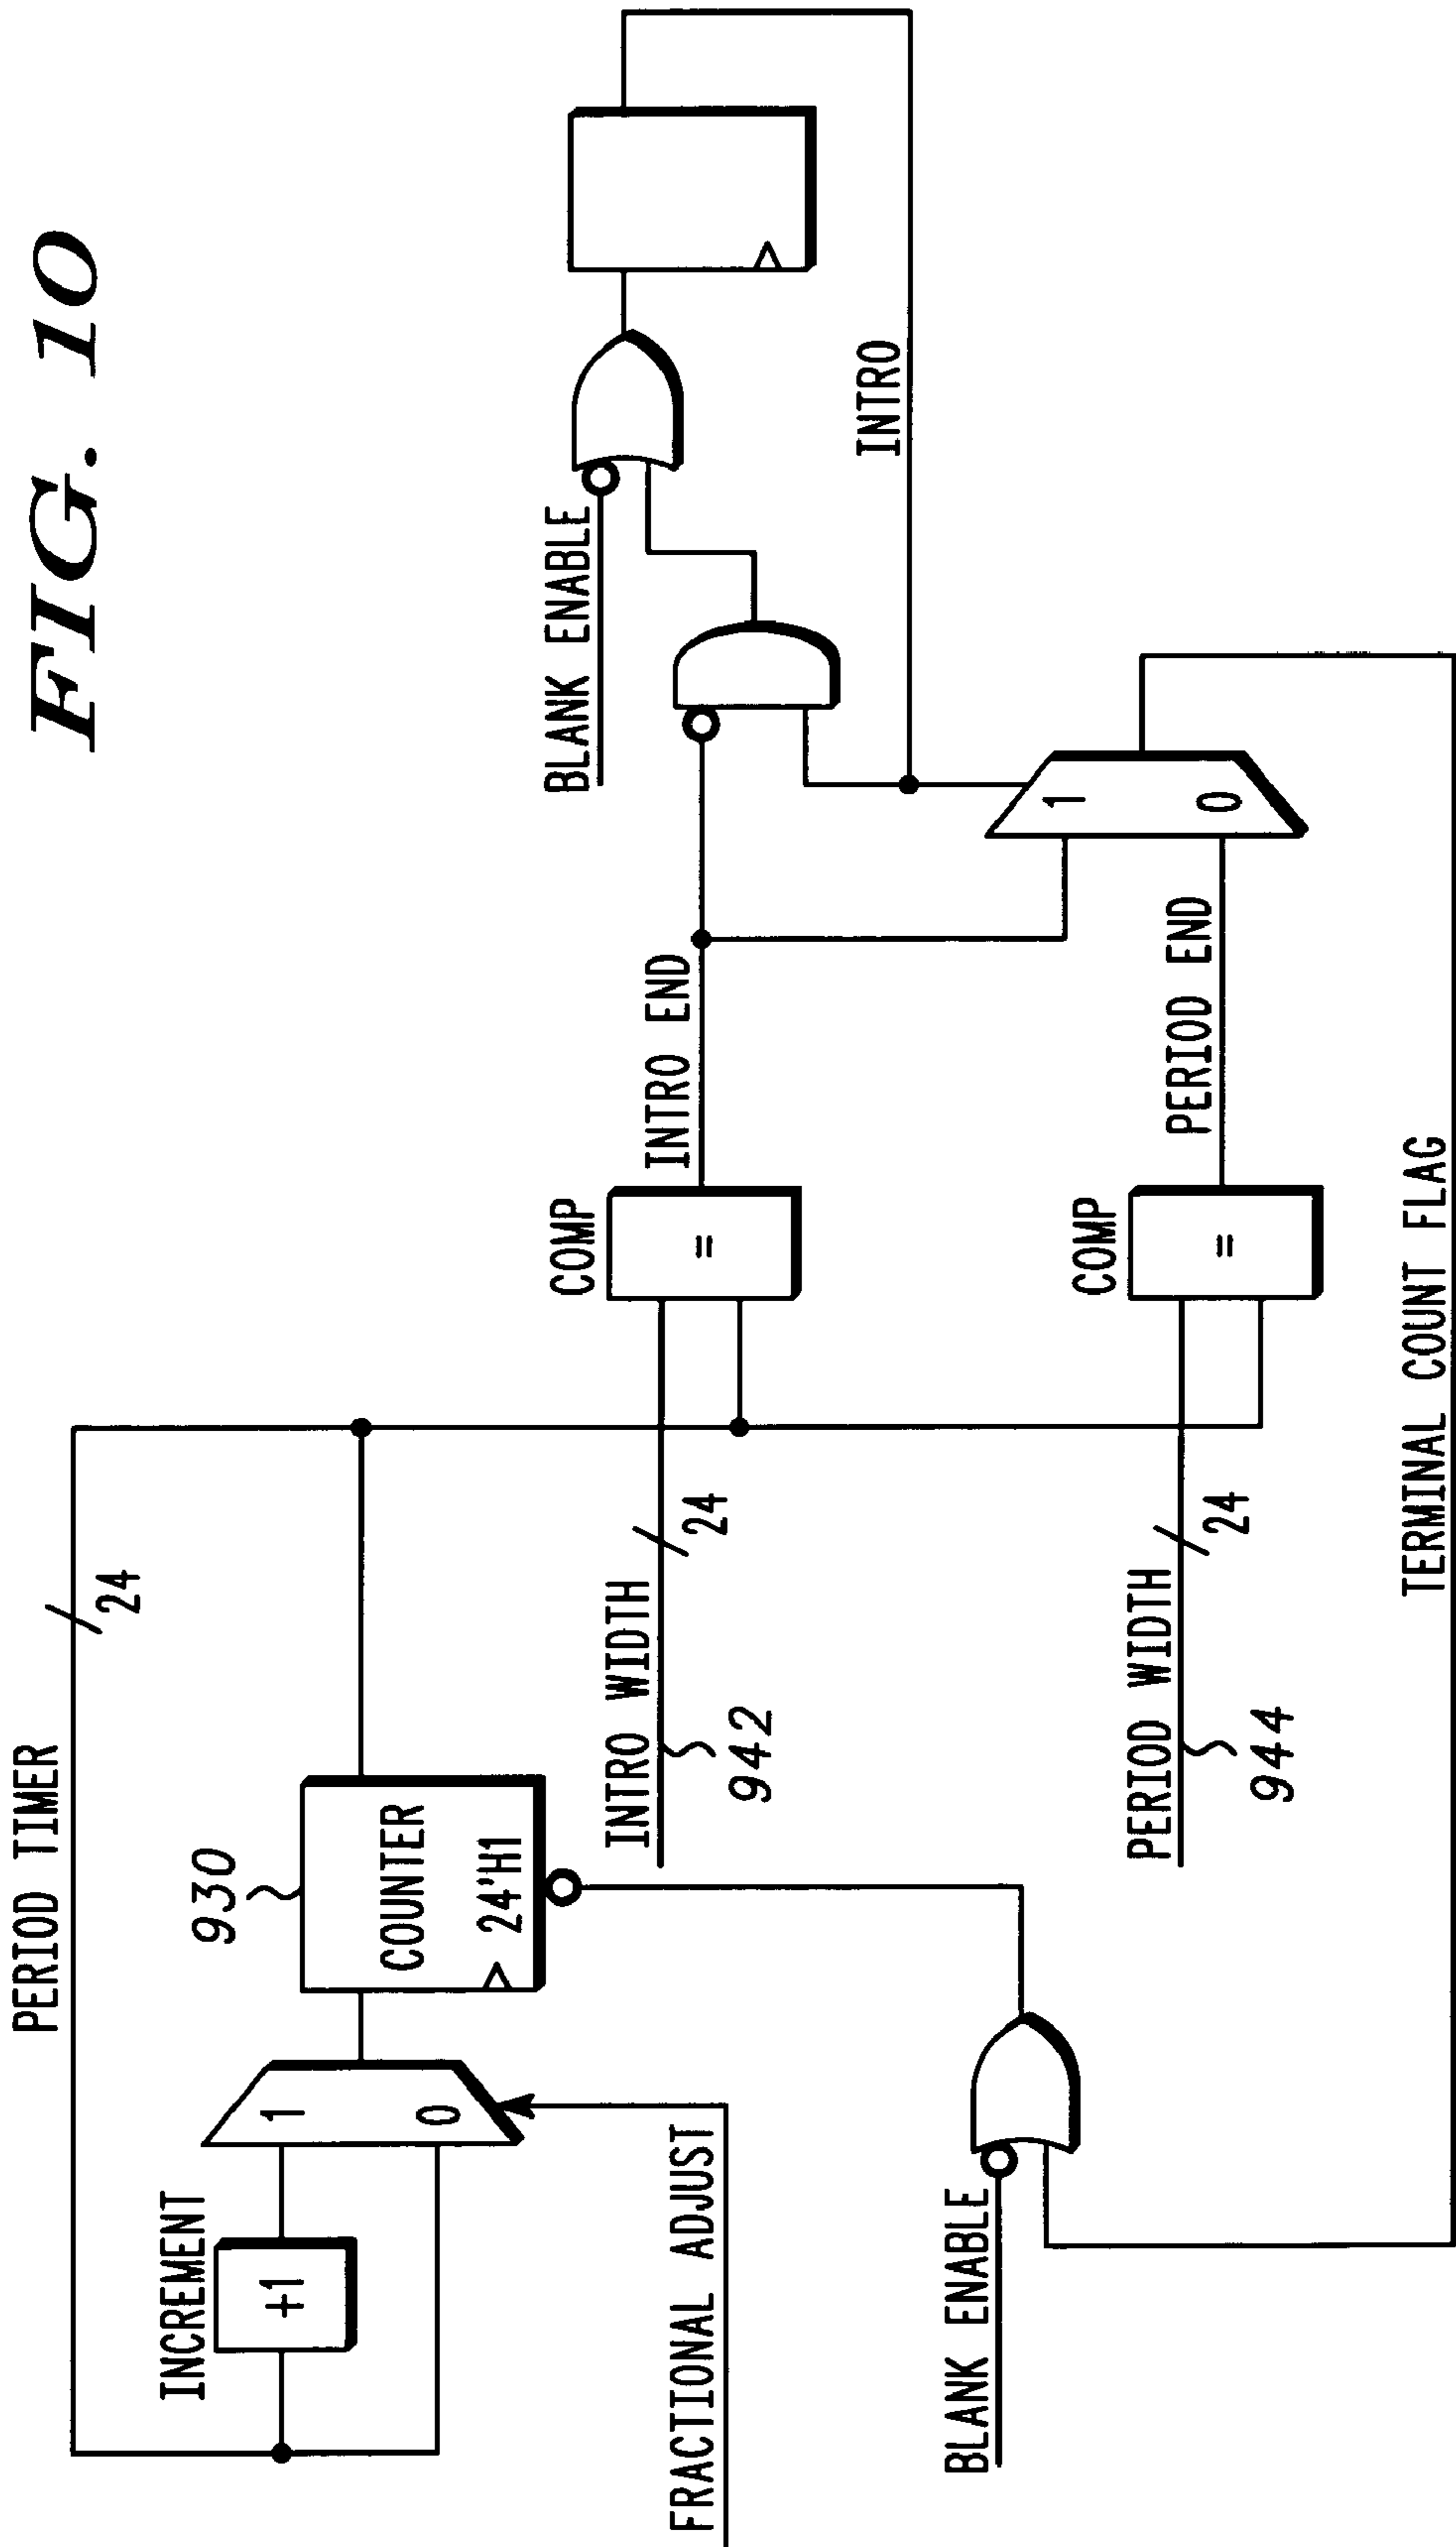 FIG. 10
PERIOD TIMER
24
INCREMENT
+1
1
0
930
COUNTER
24'H1
FRACTIONAL ADJUST
INTRO WIDTH
24
942
COMP
=
INTRO END
BLANK ENABLE
INTRO
1
0
PERIOD WIDTH
24
944
COMP
=
PERIOD END
BLANK ENABLE
TERMINAL COUNT FLAG